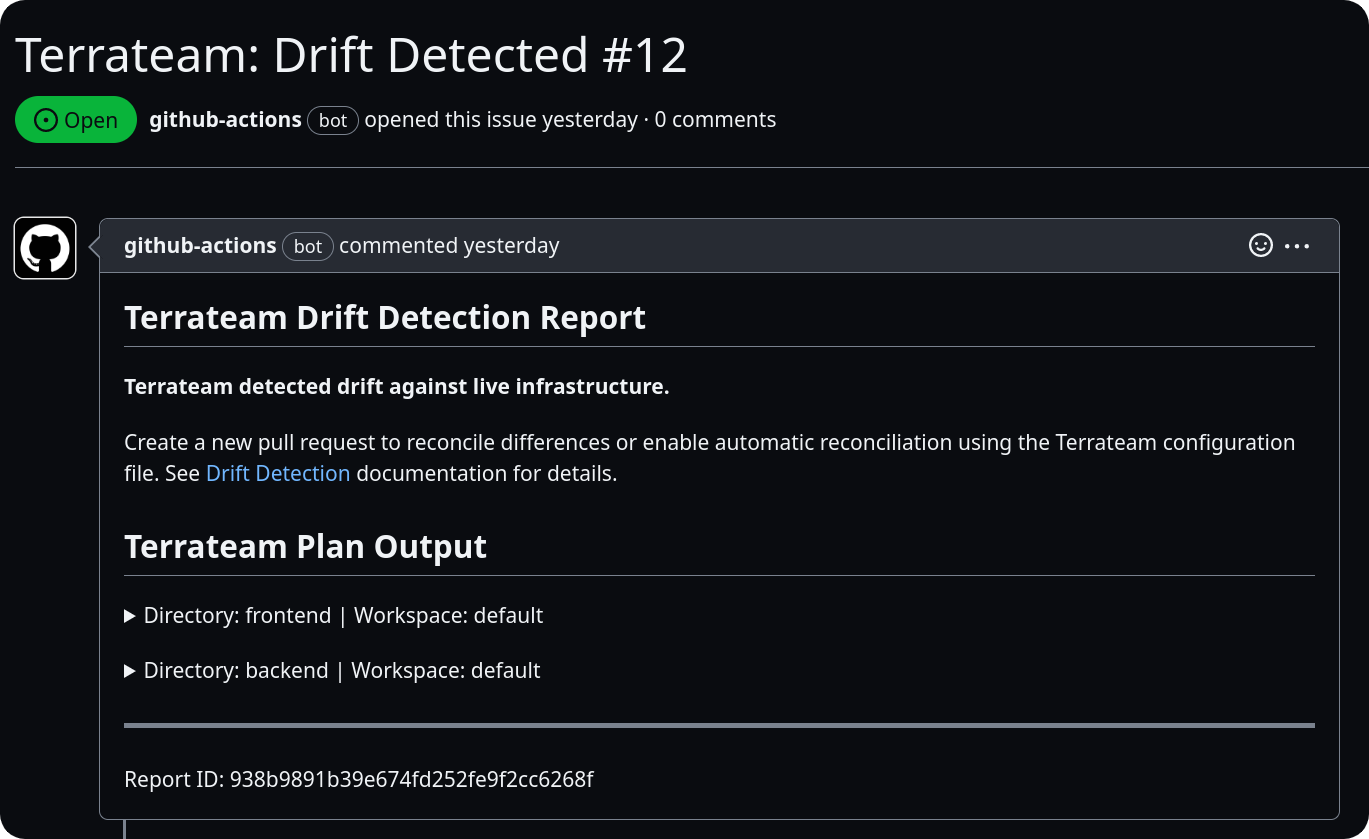 Terrateam: Drift Detected #12
Open github-actions bot opened this issue yesterday · 0 comments
github-actions bot commented yesterday
Terrateam Drift Detection Report
Terrateam detected drift against live infrastructure.
Create a new pull request to reconcile differences or enable automatic reconciliation using the Terrateam configuration
file. See Drift Detection documentation for details.
Terrateam Plan Output
Directory: frontend | Workspace: default
Directory: backend | Workspace: default
Report ID: 938b9891b39e674fd252fe9f2cc6268f